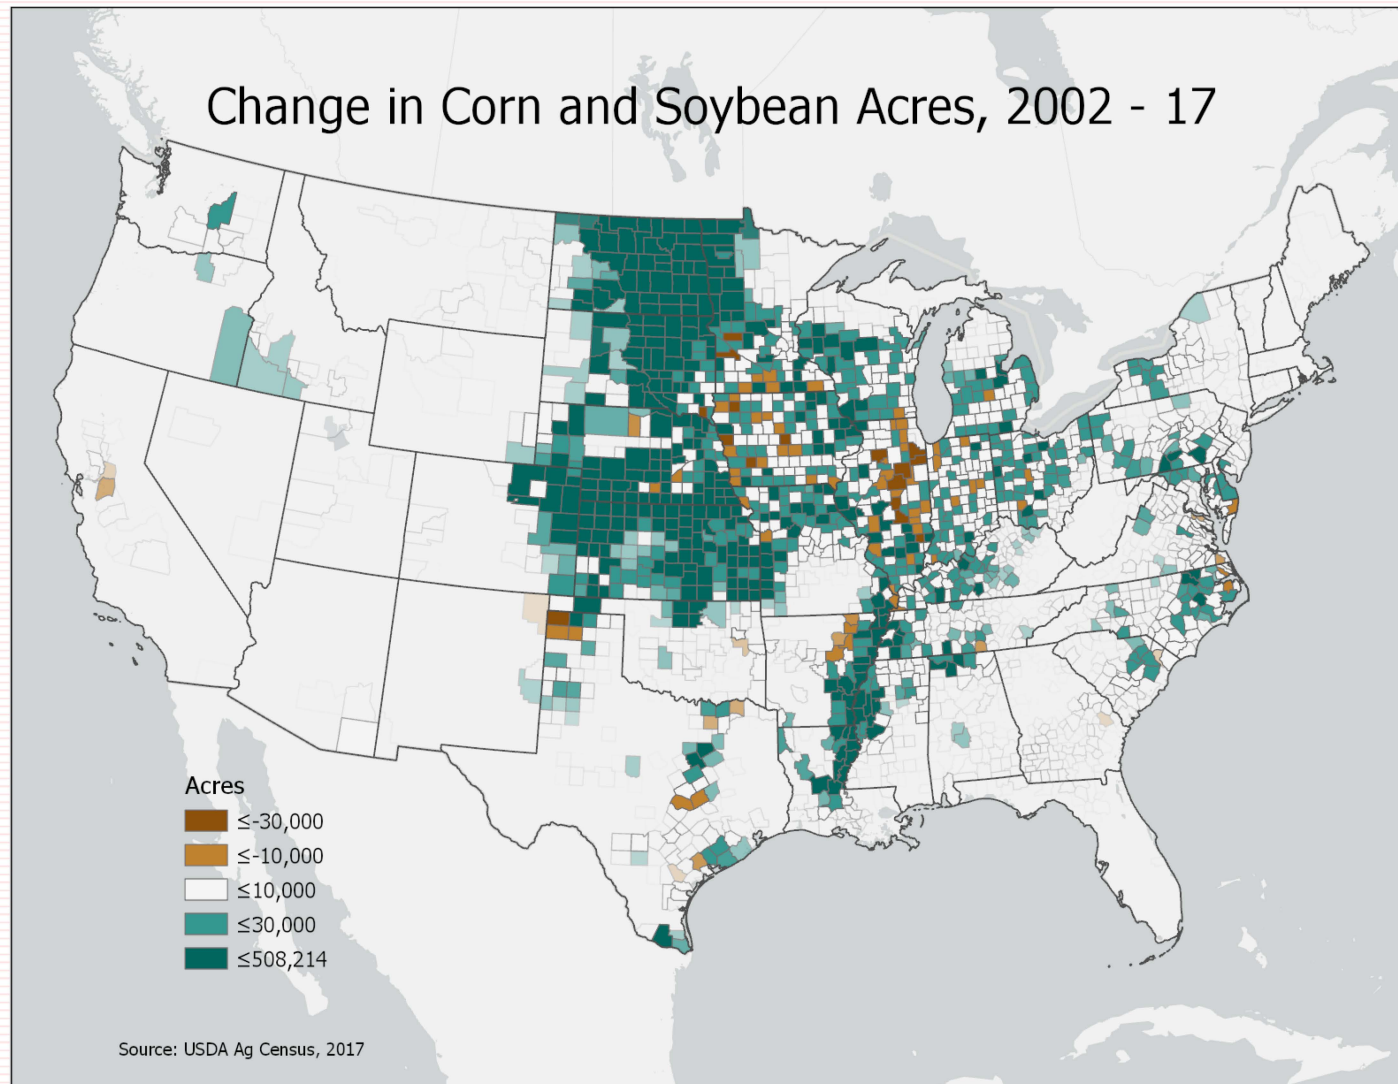 Change in Corn and Soybean Acres, 2002 - 17
Acres
≤-30,000
≤-10,000
≤10,000
≤30,000
≤508,214
Source: USDA Ag Census, 2017